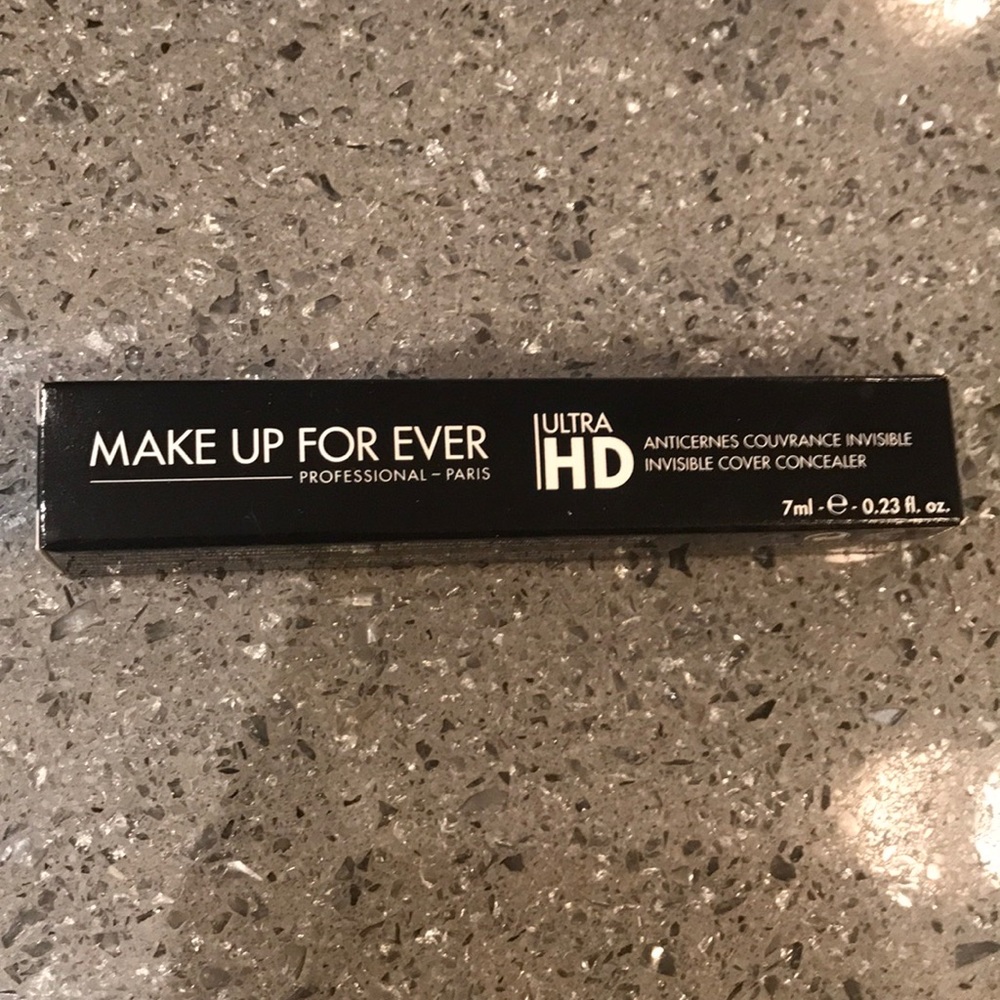 MAKE UP FOR EVER
PROFESSIONAL – PARIS
ULTRA
HD
ANTICERNES COUVRANCE INVISIBLE
INVISIBLE COVER CONCEALER
7ml - e - 0.23 fl. oz.